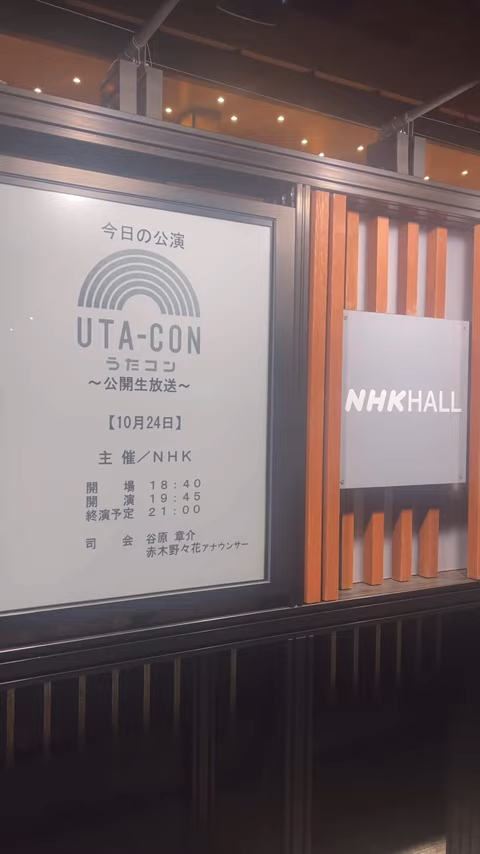 今日の公演
UTA-CON
うたコン
～公開生放送～
【10月24日】
主 催／NHK
開 場 18：40
開 演 19：45
終演予定 21：00
司 会 谷原 章介
赤木野々花アナウンサー
NHK HALL